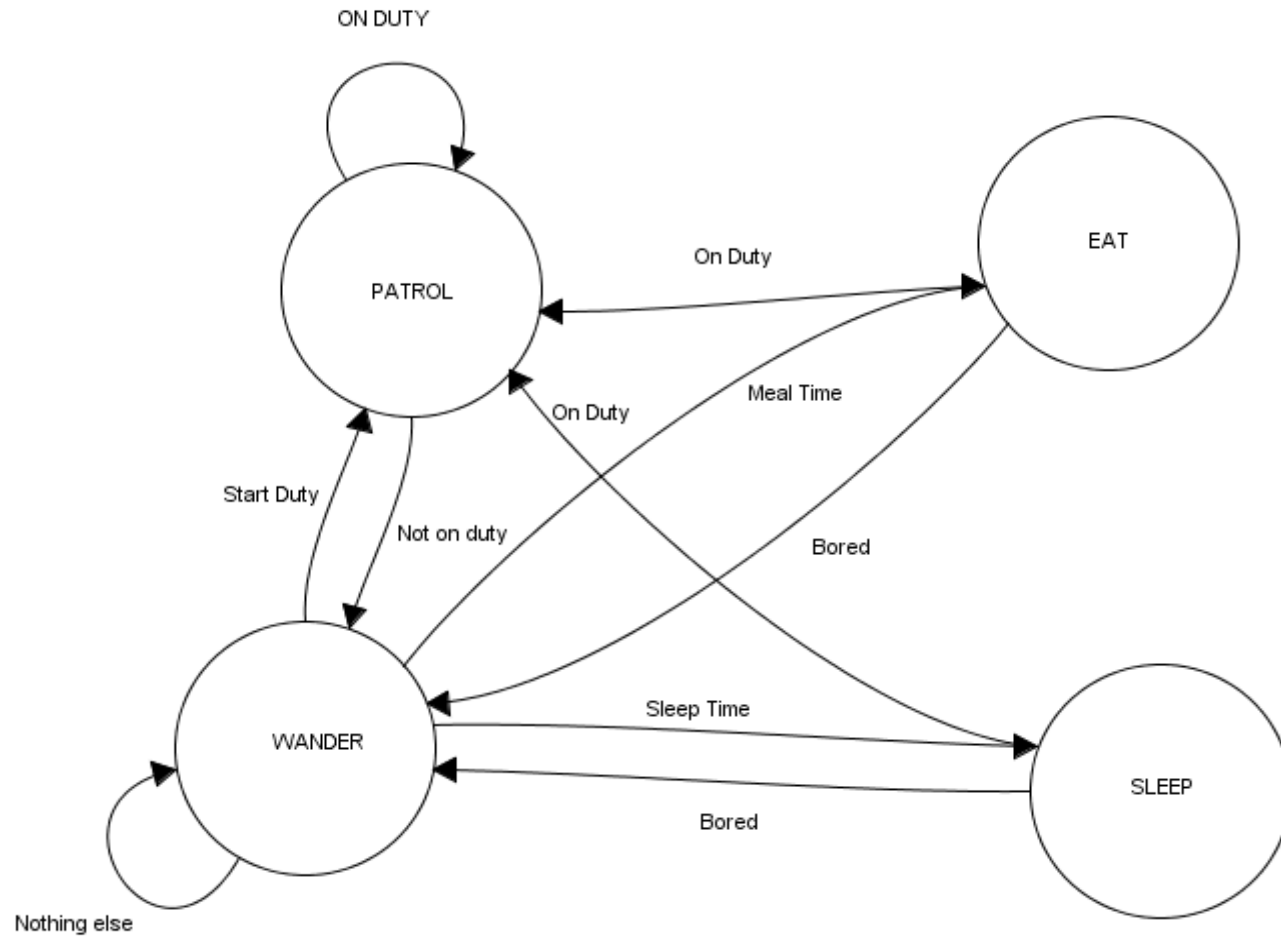 ON DUTY
EAT
On Duty
PATROL
Meal Time
On Duty
Start Duty
Not on duty
Bored
Sleep Time
WANDER
SLEEP
Bored
Nothing else